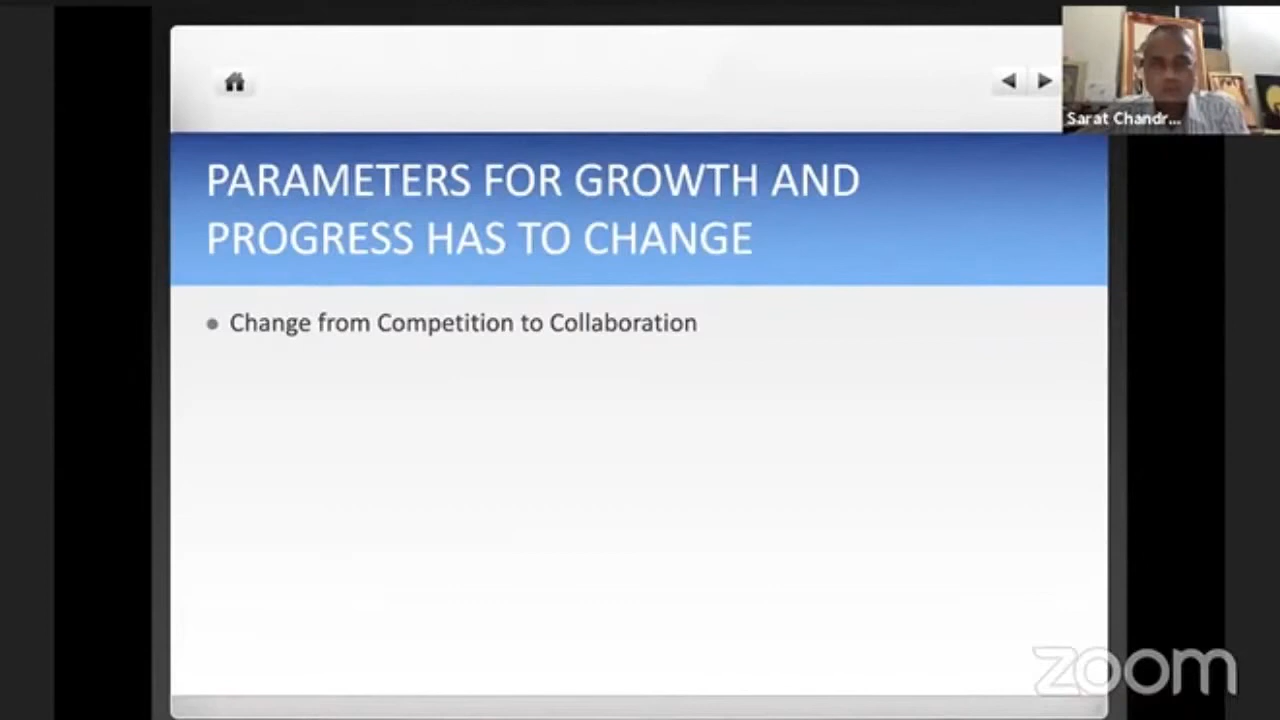 Sarat Chandr...
PARAMETERS FOR GROWTH AND
PROGRESS HAS TO CHANGE
Change from Competition to Collaboration
zoom